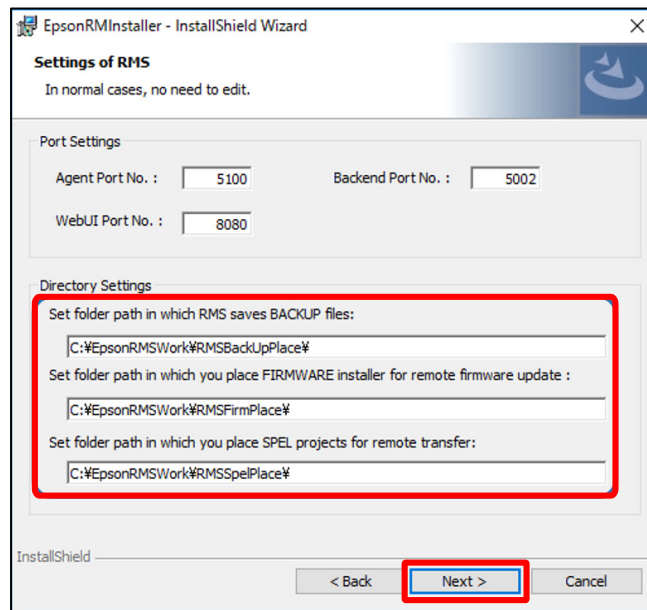 EpsonRMInstaller - InstallShield Wizard
Settings of RMS
In normal cases, no need to edit.
Port Settings
Agent Port No. : 5100 Backend Port No. : 5002
WebUI Port No. : 8080
Directory Settings
Set folder path in which RMS saves BACKUP files:
C:¥EpsonRMSWork¥RMSBackUpPlace¥
Set folder path in which you place FIRMWARE installer for remote firmware update :
C:¥EpsonRMSWork¥RMSFirmPlace¥
Set folder path in which you place SPEL projects for remote transfer:
C:¥EpsonRMSWork¥RMSSpelPlace¥
InstallShield
< Back Next > Cancel